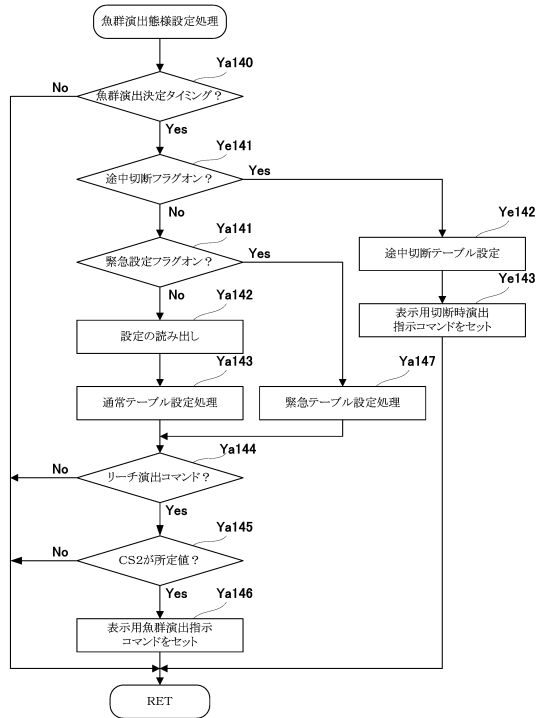 魚群演出態様設定処理
Ya140
魚群演出決定タイミング？
No
Yes
Ye141
途中切断フラグオン？
Yes
No
Ya141
緊急設定フラグオン？
Yes
No
Ye142
途中切断テーブル設定
Ye143
表示用切断時演出
指示コマンドをセット
Ya142
設定の読み出し
Ya143
通常テーブル設定処理
Ya147
緊急テーブル設定処理
Ya144
リーチ演出コマンド？
No
Yes
Ya145
CS2が所定値？
No
Yes
Ya146
表示用魚群演出指示
コマンドをセット
RET